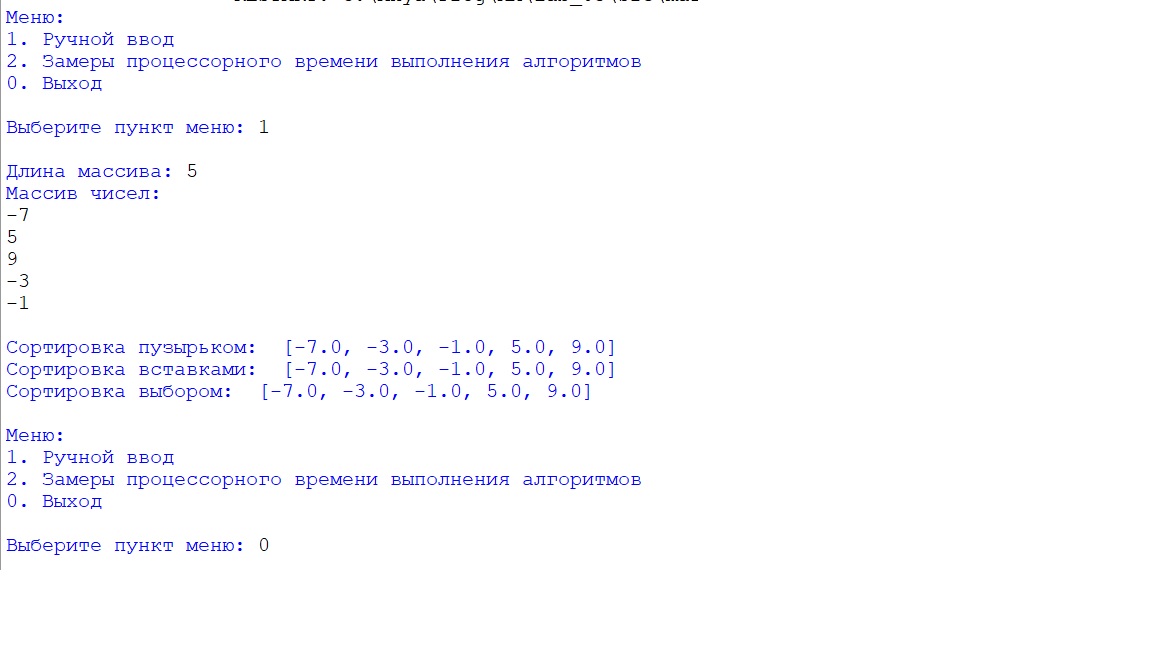 Меню:
1. Ручной ввод
2. Замеры процессорного времени выполнения алгоритмов
0. Выход
Выберите пункт меню: 1
Длина массива: 5
Массив чисел:
-7
5
9
-3
-1
Сортировка пузырьком:  [-7.0, -3.0, -1.0, 5.0, 9.0]
Сортировка вставками:  [-7.0, -3.0, -1.0, 5.0, 9.0]
Сортировка выбором:  [-7.0, -3.0, -1.0, 5.0, 9.0]
Меню:
1. Ручной ввод
2. Замеры процессорного времени выполнения алгоритмов
0. Выход
Выберите пункт меню: 0